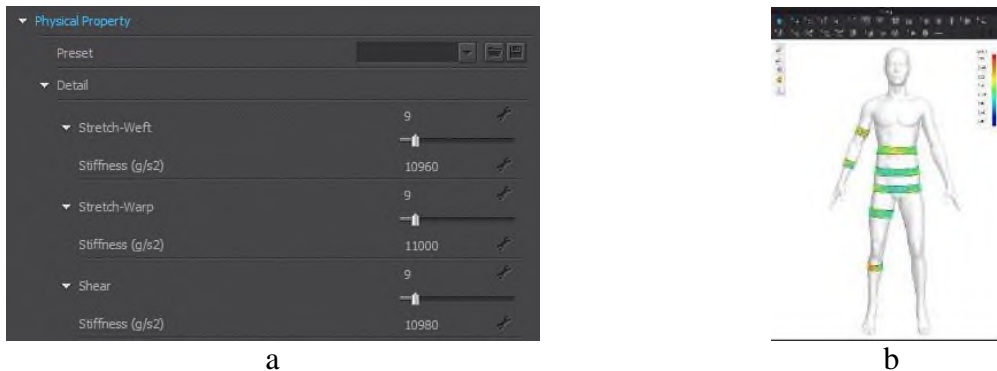 Physical Property
Preset
Detail
Stretch-Weft 9
Stiffness (g/s2) 10960
Stretch-Warp 9
Stiffness (g/s2) 11000
Shear 9
Stiffness (g/s2) 10980
a
b